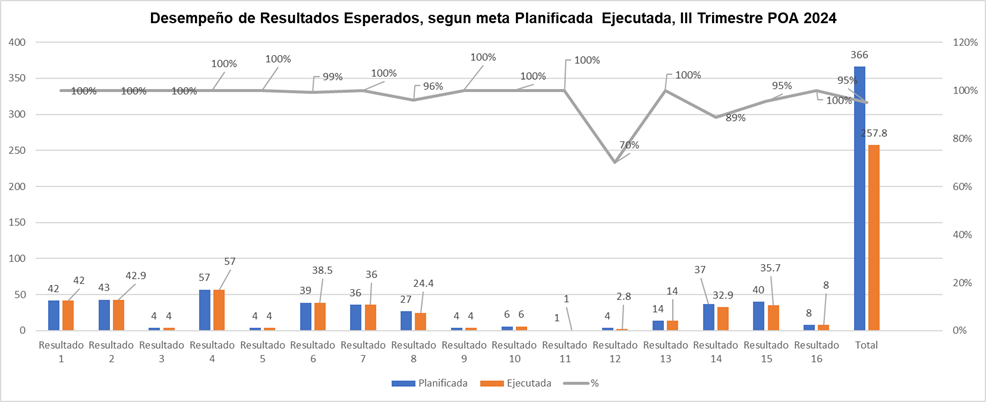 Desempeño de Resultados Esperados, segun meta Planificada Ejecutada, III Trimestre POA 2024
400
350
300
250
200
150
100
50
0
120%
100%
80%
60%
40%
20%
0%
100%
100%
100%
100%
100%
99%
100%
96%
100%
100%
100%
70%
100%
89%
95%
100%
95%
42 42
43 42.9
4 4
57 57
4 4
39 38.5
36 36
27 24.4
4 4
6 6
1 1
4 2.8
14 14
37 32.9
40 35.7
8 8
366 257.8
Resultado 1
Resultado 2
Resultado 3
Resultado 4
Resultado 5
Resultado 6
Resultado 7
Resultado 8
Resultado 9
Resultado 10
Resultado 11
Resultado 12
Resultado 13
Resultado 14
Resultado 15
Resultado 16
Total
Planificada Ejecutada %